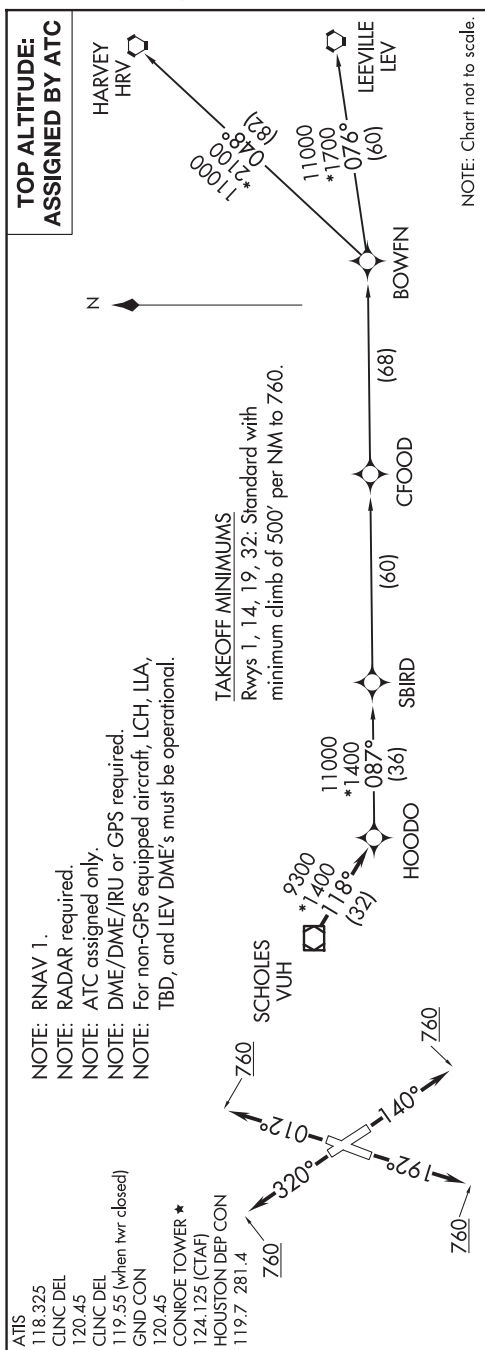 TOP ALTITUDE:
ASSIGNED BY ATC
ATIS
118.325
CLNC DEL
120.45
CLNC DEL
119.55 (when twr closed)
GND CON
120.45
CONROE TOWER ★
124.125 (CTAF)
HOUSTON DEP CON
119.7 281.4
NOTE: RNAV 1.
NOTE: RADAR required.
NOTE: ATC assigned only.
NOTE: DME/DME/IRU or GPS required.
NOTE: For non-GPS equipped aircraft, LCH, LLA,
TBD, and LEV DME's must be operational.
TAKEOFF MINIMUMS
Rwys 1, 14, 19, 32: Standard with
minimum climb of 500' per NM to 760.
760
320°
760
012°
760
192°
760
140°
SCHOLES
VUH
9300
*1400
118°
(32)
HOODO
11000
*1400
087°
(36)
SBIRD
(60)
CFOOD
(68)
BOWFN
N
11000
*2100
048°
(82)
HARVEY
HRV
11000
*1700
076°
(60)
LEEVILLE
LEV
NOTE: Chart not to scale.